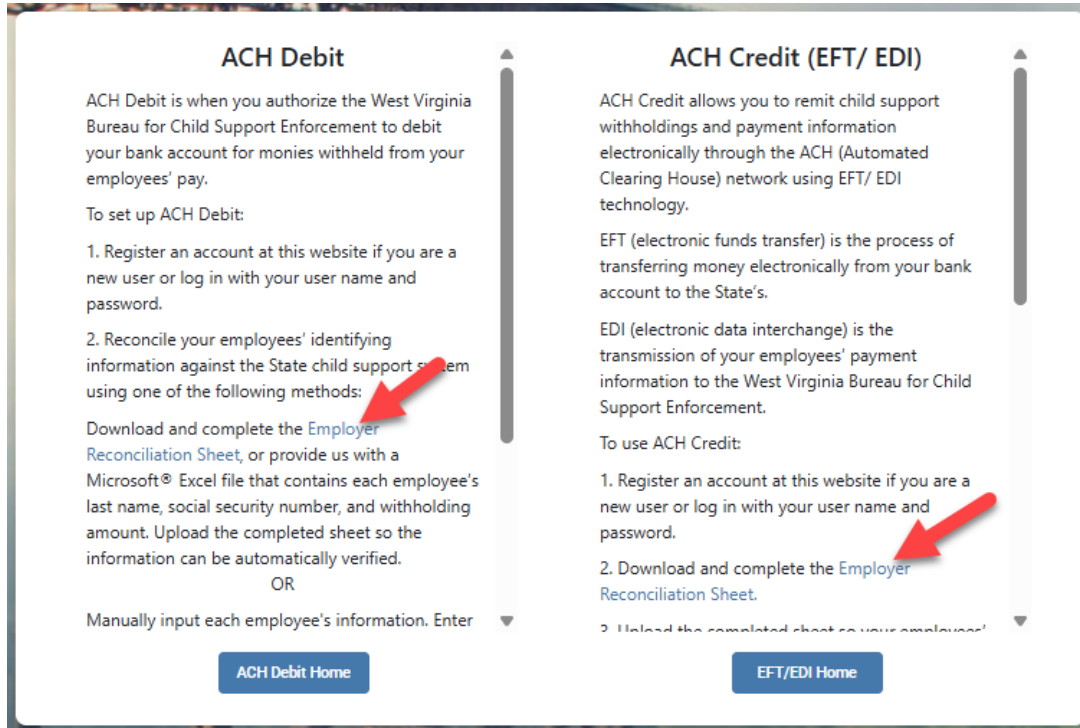 ACH Debit
ACH Debit is when you authorize the West Virginia
Bureau for Child Support Enforcement to debit
your bank account for monies withheld from your
employees' pay.
To set up ACH Debit:
1. Register an account at this website if you are a
new user or log in with your user name and
password.
2. Reconcile your employees' identifying
information against the State child support system
using one of the following methods:
Download and complete the Employer
Reconciliation Sheet, or provide us with a
Microsoft® Excel file that contains each employee's
last name, social security number, and withholding
amount. Upload the completed sheet so the
information can be automatically verified.
OR
Manually input each employee's information. Enter
ACH Debit Home
ACH Credit (EFT/ EDI)
ACH Credit allows you to remit child support
withholdings and payment information
electronically through the ACH (Automated
Clearing House) network using EFT/ EDI
technology.
EFT (electronic funds transfer) is the process of
transferring money electronically from your bank
account to the State's.
EDI (electronic data interchange) is the
transmission of your employees' payment
information to the West Virginia Bureau for Child
Support Enforcement.
To use ACH Credit:
1. Register an account at this website if you are a
new user or log in with your user name and
password.
2. Download and complete the Employer
Reconciliation Sheet.
3. Upload the completed sheet so your employees'
EFT/EDI Home